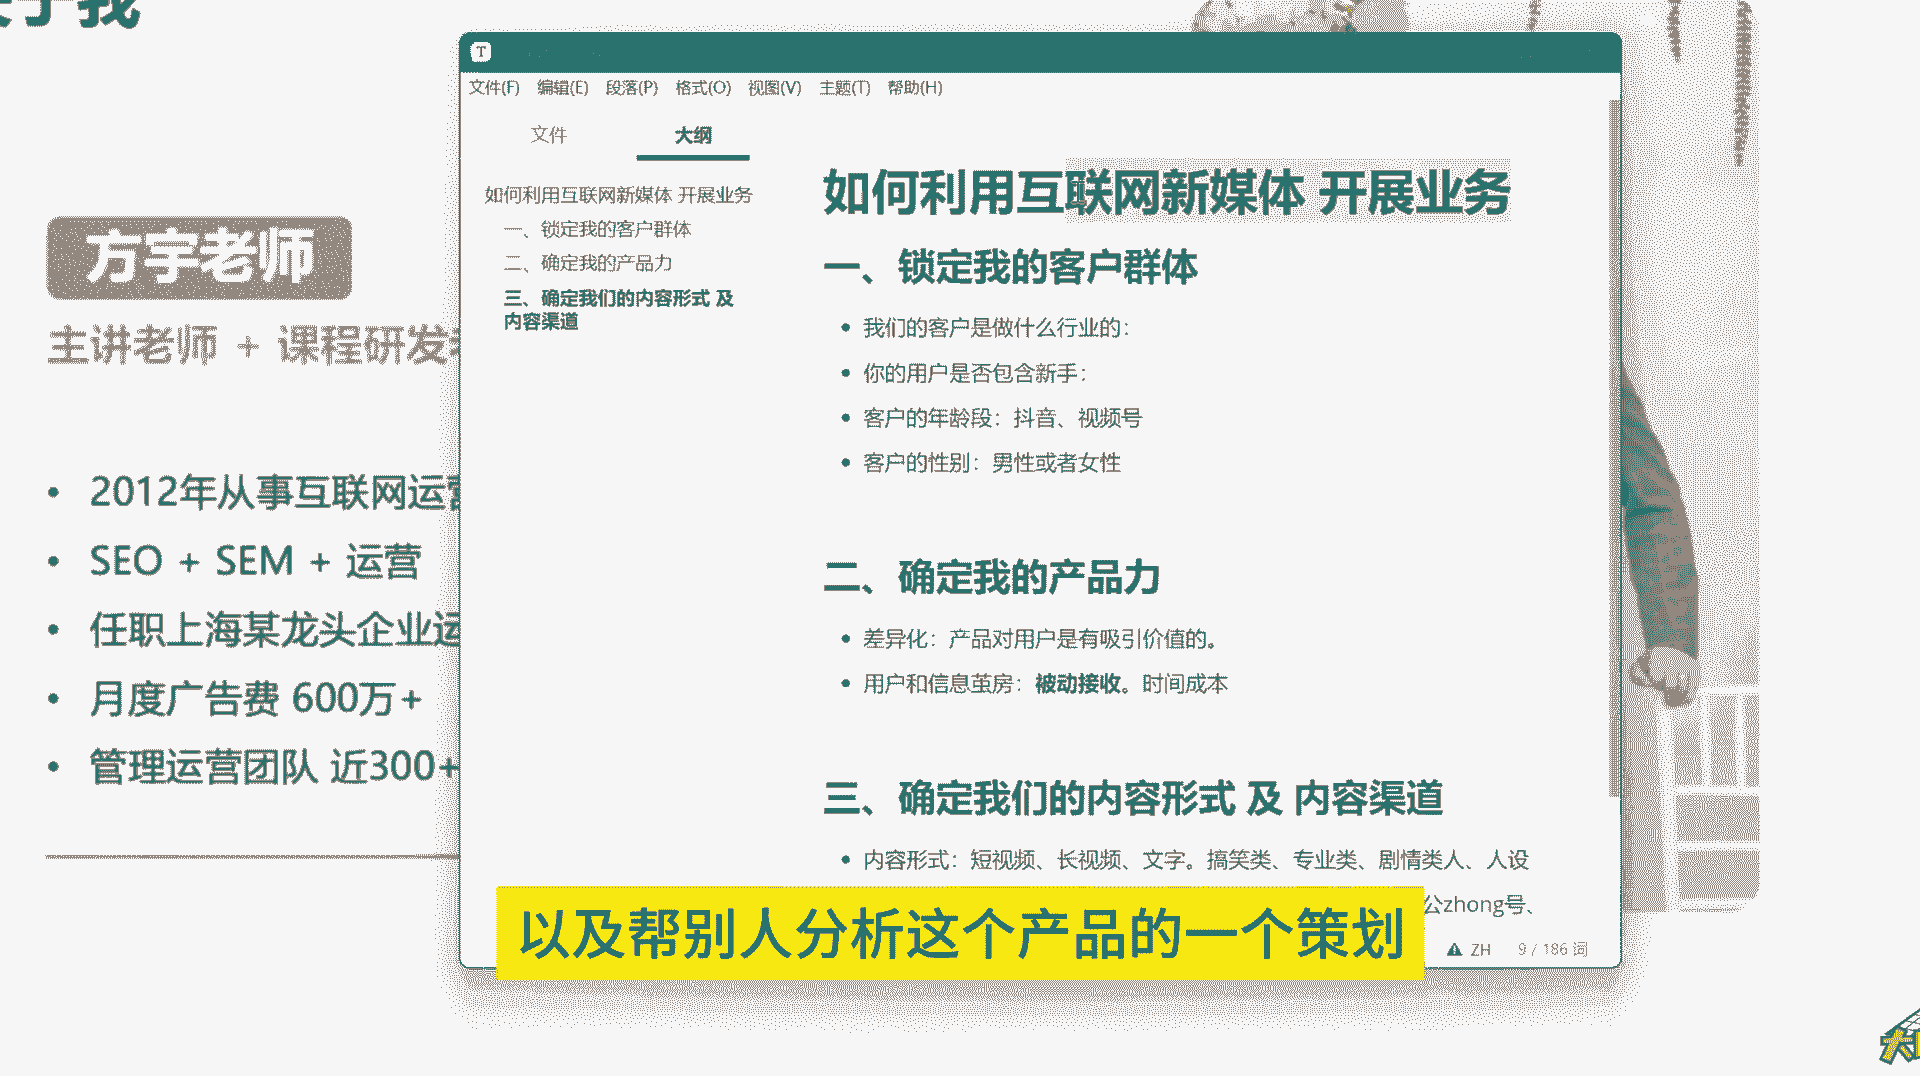 关于我
方宇老师
主讲老师 + 课程研发
2012年从事互联网运营
SEO + SEM + 运营
任职上海某龙头企业运
月度广告费 600万+
管理运营团队 近300+
T
文件(F) 编辑(E) 段落(P) 格式(O) 视图(V) 主题(T) 帮助(H)
文件 大纲
如何利用互联网新媒体 开展业务
一、锁定我的客户群体
二、确定我的产品力
三、确定我们的内容形式 及
内容渠道
如何利用互联网新媒体 开展业务
一、锁定我的客户群体
我们的客户是做什么行业的：
你的用户是否包含新手：
客户的年龄段：抖音、视频号
客户的性别：男性或者女性
二、确定我的产品力
差异化：产品对用户是有吸引价值的。
用户和信息茧房：被动接收。时间成本
三、确定我们的内容形式 及 内容渠道
内容形式：短视频、长视频、文字。搞笑类、专业类、剧情类人、人设
公zhong号、
以及帮别人分析这个产品的一个策划
ZH 9 / 186 词